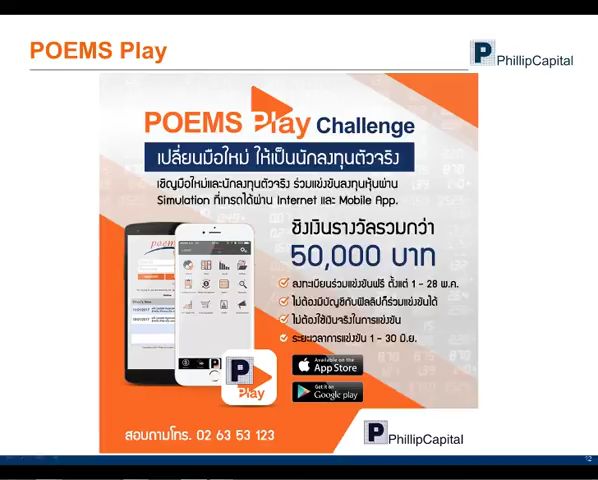 POEMS Play
PhillipCapital
POEMS Play Challenge
เปลี่ยนมือใหม่ ให้เป็นนักลงทุนตัวจริง
เชิญมือใหม่และนักลงทุนตัวจริง ร่วมแข่งขันลงทุนหุ้นผ่าน
Simulation ที่เทรดได้ผ่าน Internet และ Mobile App.
ชิงเงินรางวัลรวมกว่า
50,000 บาท
ลงทะเบียนร่วมแข่งขันฟรี ตั้งแต่ 1 - 28 พ.ค.
ไม่ต้องมีบัญชีกับฟิลลิปก็ร่วมแข่งขันได้
ไม่ต้องใช้เงินจริงในการแข่งขัน
ระยะเวลาการแข่งขัน 1 - 30 มิ.ย.
Available on the
App Store
Get it on
Google play
Play
สอบถามโทร. 02 63 53 123
PhillipCapital